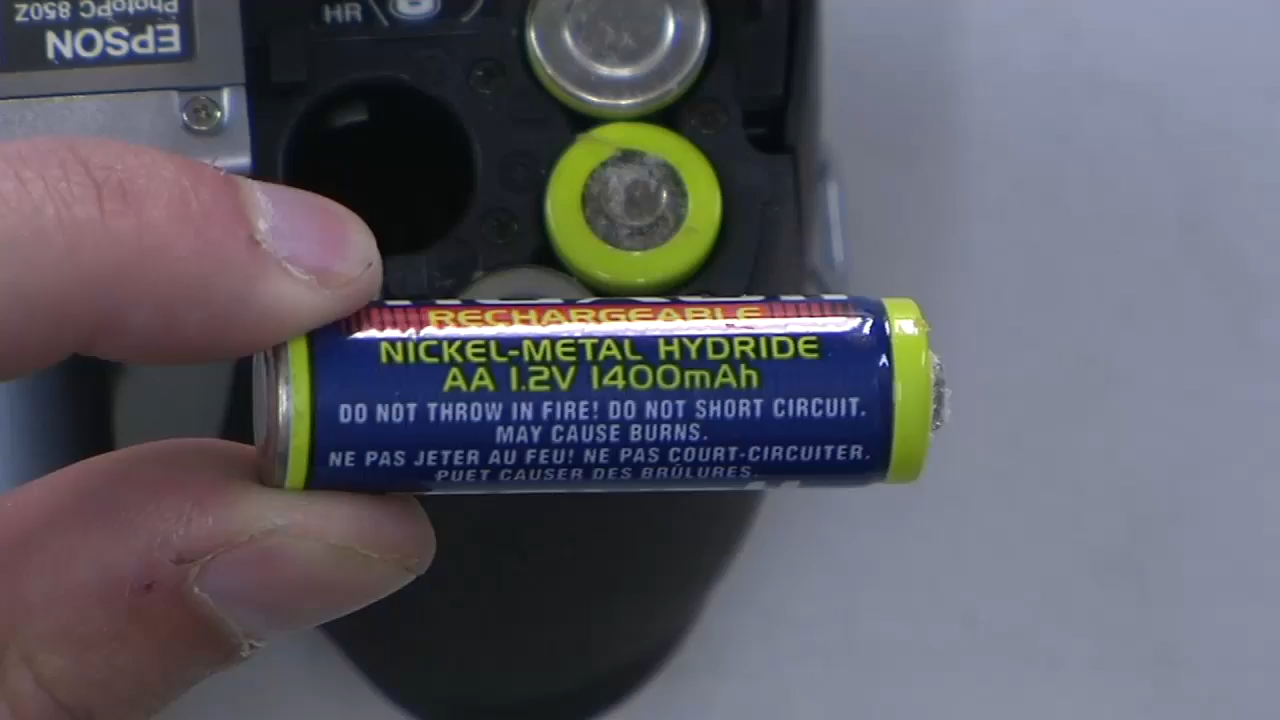 EPSON
PhotoPC 850Z
HR
RECHARGEABLE
NICKEL-METAL HYDRIDE
AA 1.2V 1400mAh
DO NOT THROW IN FIRE! DO NOT SHORT CIRCUIT.
MAY CAUSE BURNS.
NE PAS JETER AU FEU! NE PAS COURT-CIRCUITER.
PUET CAUSER DES BRÛLURES.